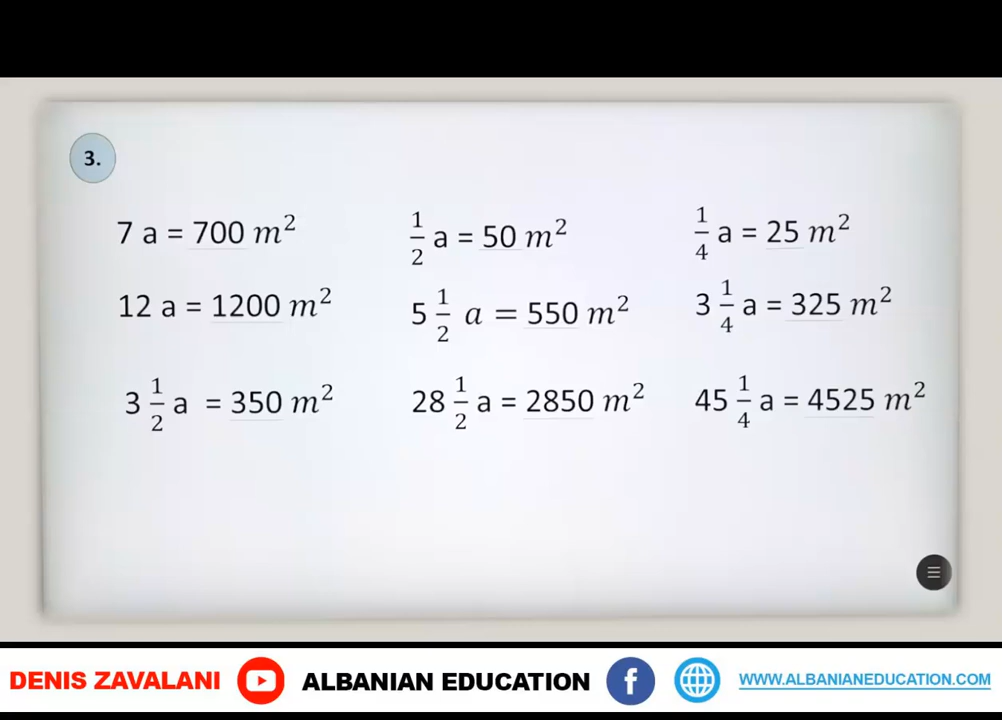 3.
7 a = 700 m² 1/2 a = 50 m² 1/4 a = 25 m²
12 a = 1200 m² 5 1/2 a = 550 m² 3 1/4 a = 325 m²
3 1/2 a = 350 m² 28 1/2 a = 2850 m² 45 1/4 a = 4525 m²
DENIS ZAVALANI ALBANIAN EDUCATION f WWW.ALBANIANEDUCATION.COM